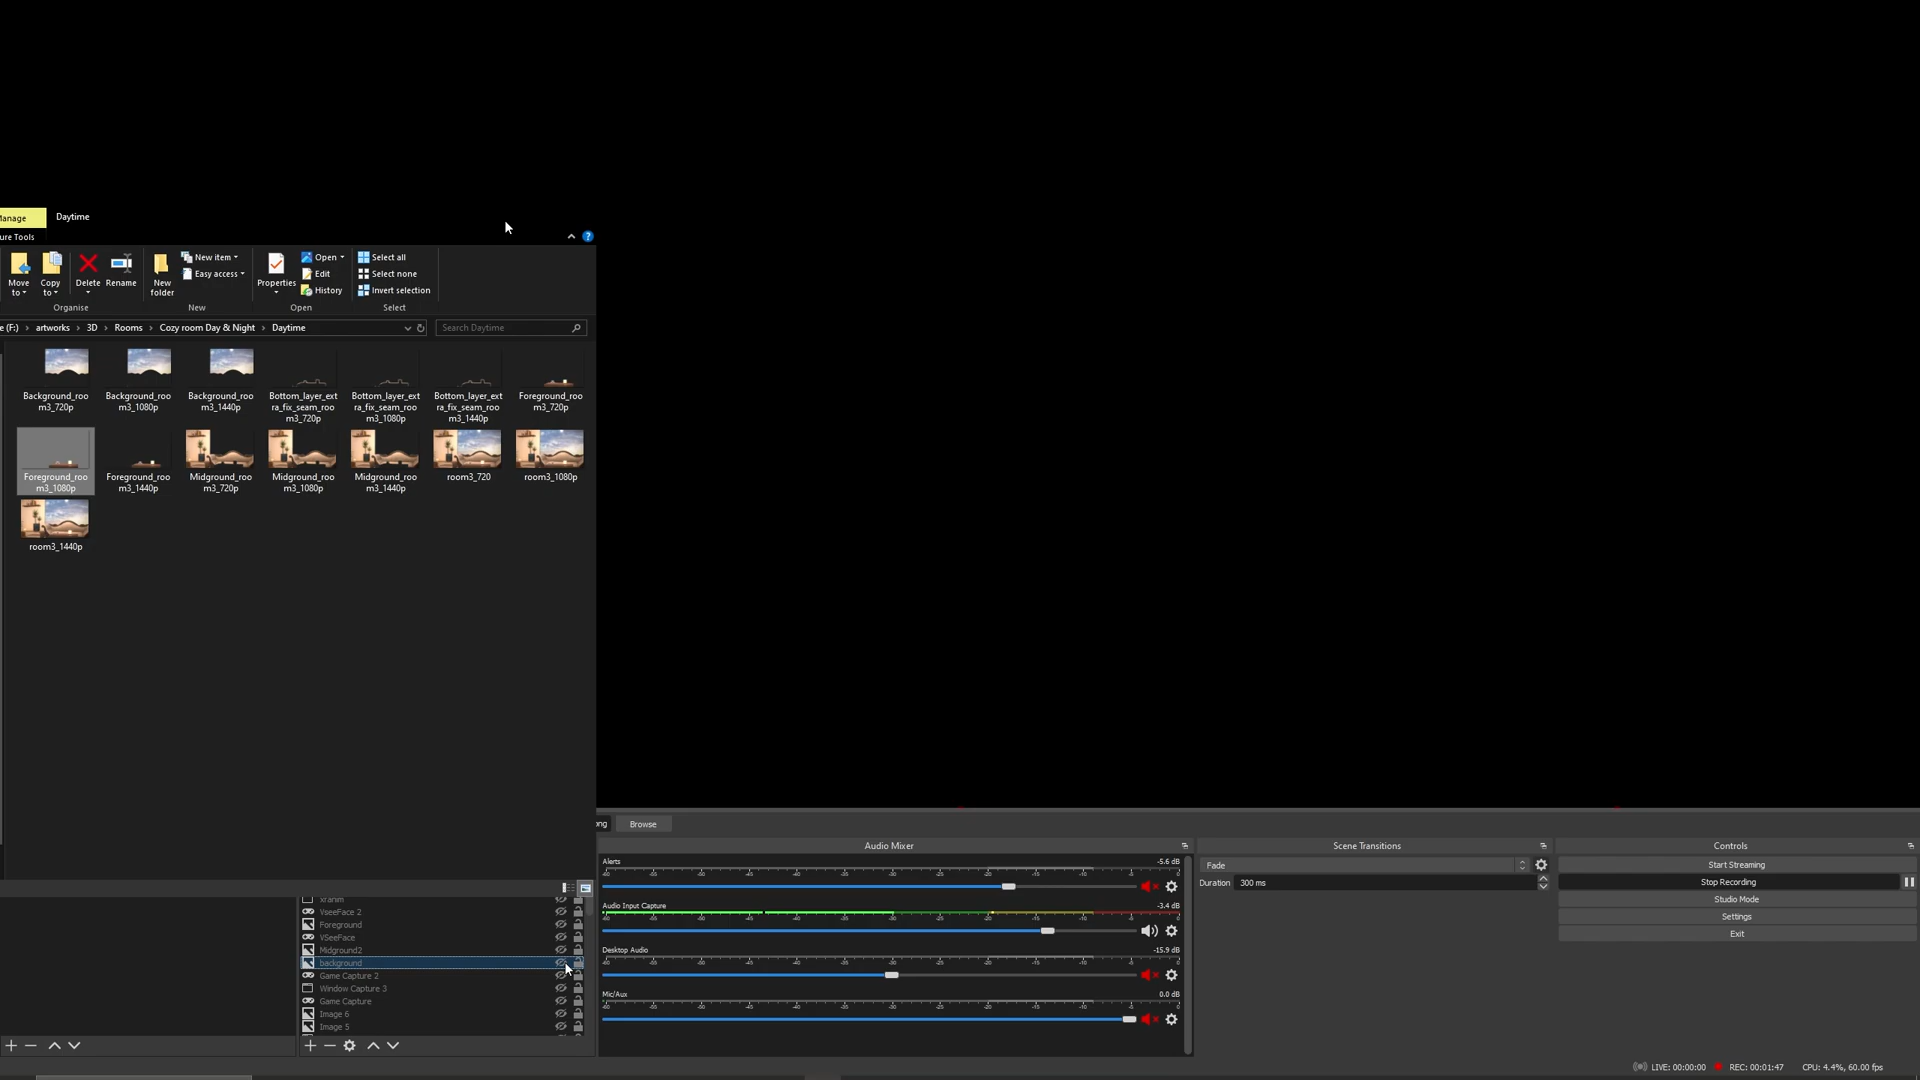 Manage
Daytime
ure Tools
Move
to
Copy
to
Delete
Rename
New
folder
New item
Easy access
Properties
Open
Edit
History
Select all
Select none
Invert selection
Organise
New
Open
Select
e (F:) › artworks › 3D › Rooms › Cozy room Day & Night › Daytime
Search Daytime
Background_roo
m3_720p
Background_roo
m3_1080p
Background_roo
m3_1440p
Bottom_layer_ext
ra_fix_seam_roo
m3_720p
Bottom_layer_ext
ra_fix_seam_roo
m3_1080p
Bottom_layer_ext
ra_fix_seam_roo
m3_1440p
Foreground_roo
m3_720p
Foreground_roo
m3_1080p
Foreground_roo
m3_1440p
Midground_roo
m3_720p
Midground_roo
m3_1080p
Midground_roo
m3_1440p
room3_720
room3_1080p
room3_1440p
ong
Browse
xranim
VseeFace 2
Foreground
VSeeFace
Midground2
background
Game Capture 2
Window Capture 3
Game Capture
Image 6
Image 5
Audio Mixer
Alerts
-5.6 dB
Audio Input Capture
-3.4 dB
Desktop Audio
-15.9 dB
Mic/Aux
0.0 dB
Scene Transitions
Fade
Duration
300 ms
Controls
Start Streaming
Stop Recording
Studio Mode
Settings
Exit
LIVE: 00:00:00
REC: 00:01:47
CPU: 4.4%, 60.00 fps